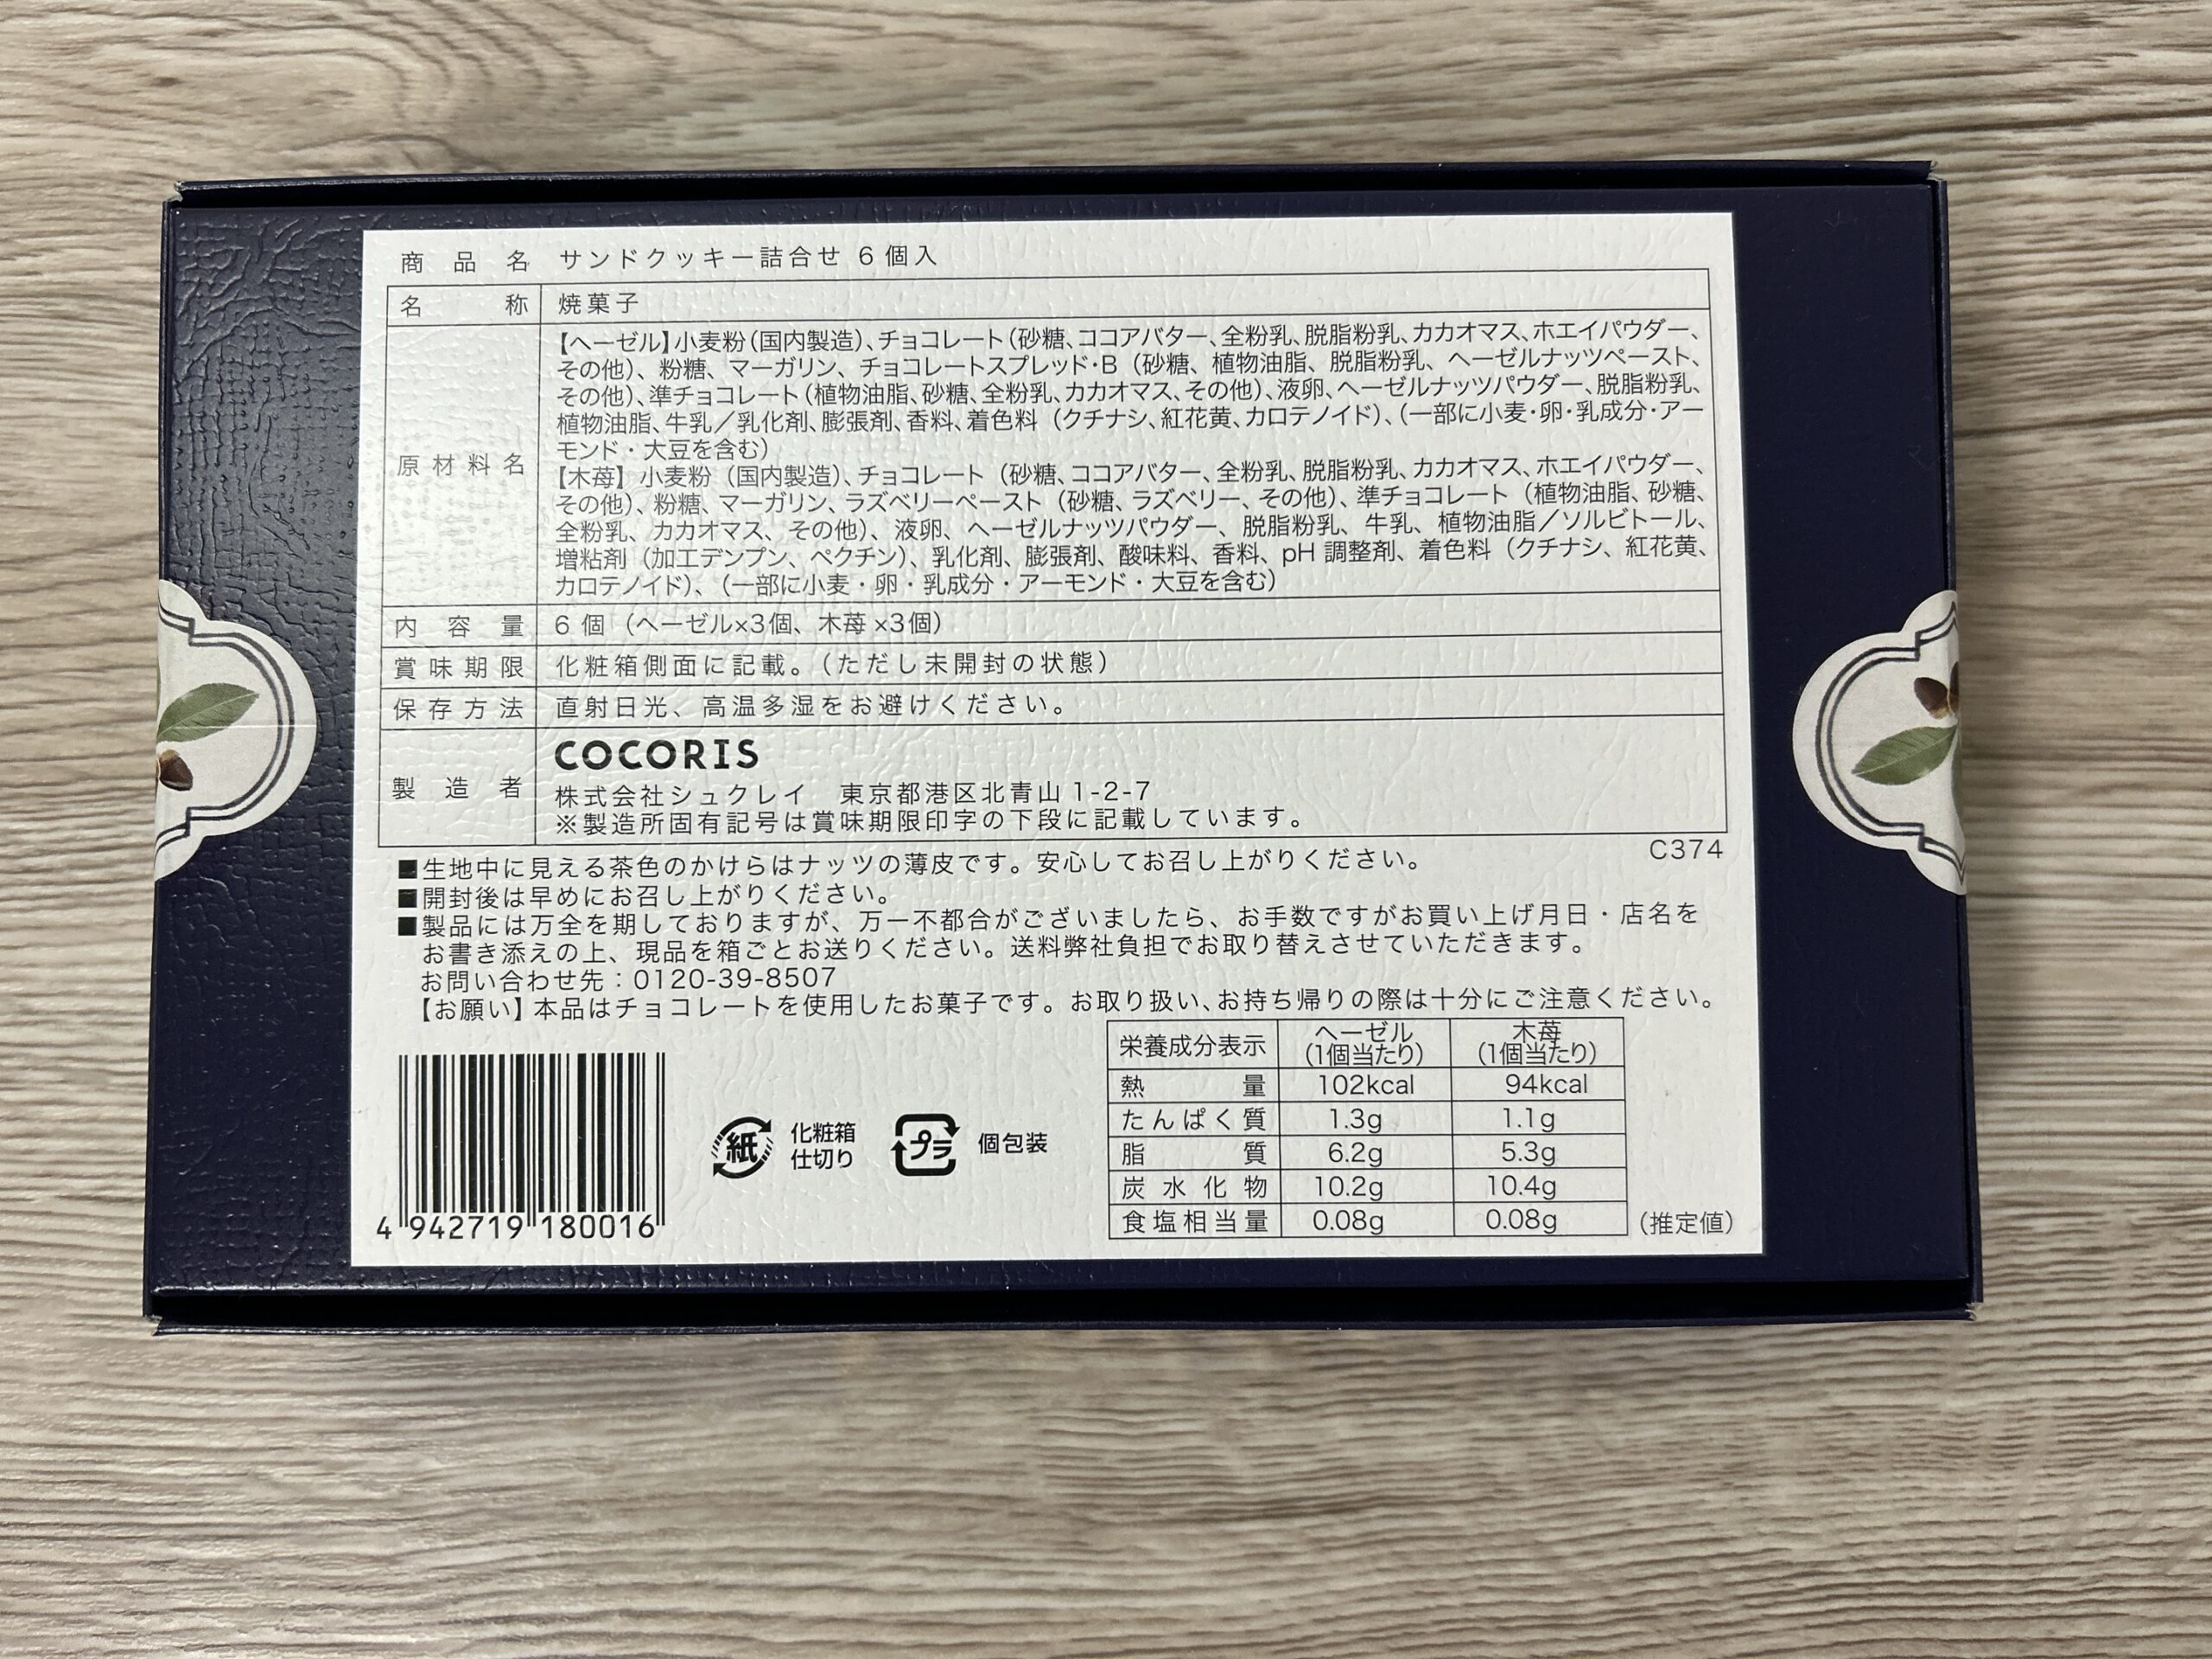 商品名 サンドクッキー詰合せ 6個入
名称 焼菓子
原材料名
【ヘーゼル】小麦粉(国内製造)、チョコレート(砂糖、ココアバター、全粉乳、脱脂粉乳、カカオマス、ホエイパウダー、
その他)、粉糖、マーガリン、チョコレートスプレッド・B(砂糖、植物油脂、脱脂粉乳、ヘーゼルナッツペースト、
その他)、準チョコレート(植物油脂、砂糖、全粉乳、カカオマス、その他)、液卵、ヘーゼルナッツパウダー、脱脂粉乳、
植物油脂、牛乳/乳化剤、膨張剤、香料、着色料(クチナシ、紅花黄、カロテノイド)、(一部に小麦・卵・乳成分・アー
モンド・大豆を含む)
【木苺】小麦粉(国内製造)、チョコレート(砂糖、ココアバター、全粉乳、脱脂粉乳、カカオマス、ホエイパウダー、
その他)、粉糖、マーガリン、ラズベリーペースト(砂糖、ラズベリー、その他)、準チョコレート(植物油脂、砂糖、
全粉乳、カカオマス、その他)、液卵、ヘーゼルナッツパウダー、脱脂粉乳、牛乳、植物油脂/ソルビトール、
増粘剤(加工デンプン、ペクチン)、乳化剤、膨張剤、酸味料、香料、pH調整剤、着色料(クチナシ、紅花黄、
カロテノイド)、(一部に小麦・卵・乳成分・アーモンド・大豆を含む)
内容量 6個(ヘーゼル×3個、木苺×3個)
賞味期限 化粧箱側面に記載。(ただし未開封の状態)
保存方法 直射日光、高温多湿をお避けください。
製造者
COCORIS
株式会社シュクレイ 東京都港区北青山1-2-7
※製造所固有記号は賞味期限印字の下段に記載しています。
C374
■生地中に見える茶色のかけらはナッツの薄皮です。安心してお召し上がりください。
■開封後は早めにお召し上がりください。
■製品には万全を期しておりますが、万一不都合がございましたら、お手数ですがお買い上げ月日・店名を
お書き添えの上、現品を箱ごとお送りください。送料弊社負担でお取り替えさせていただきます。
お問い合わせ先:0120-39-8507
【お願い】本品はチョコレートを使用したお菓子です。お取り扱い、お持ち帰りの際は十分にご注意ください。
4 942719 180016
紙 化粧箱
仕切り
プラ 個包装
栄養成分表示 ヘーゼル(1個当たり) 木苺(1個当たり)
熱量 102kcal 94kcal
たんぱく質 1.3g 1.1g
脂質 6.2g 5.3g
炭水化物 10.2g 10.4g
食塩相当量 0.08g 0.08g
(推定値)